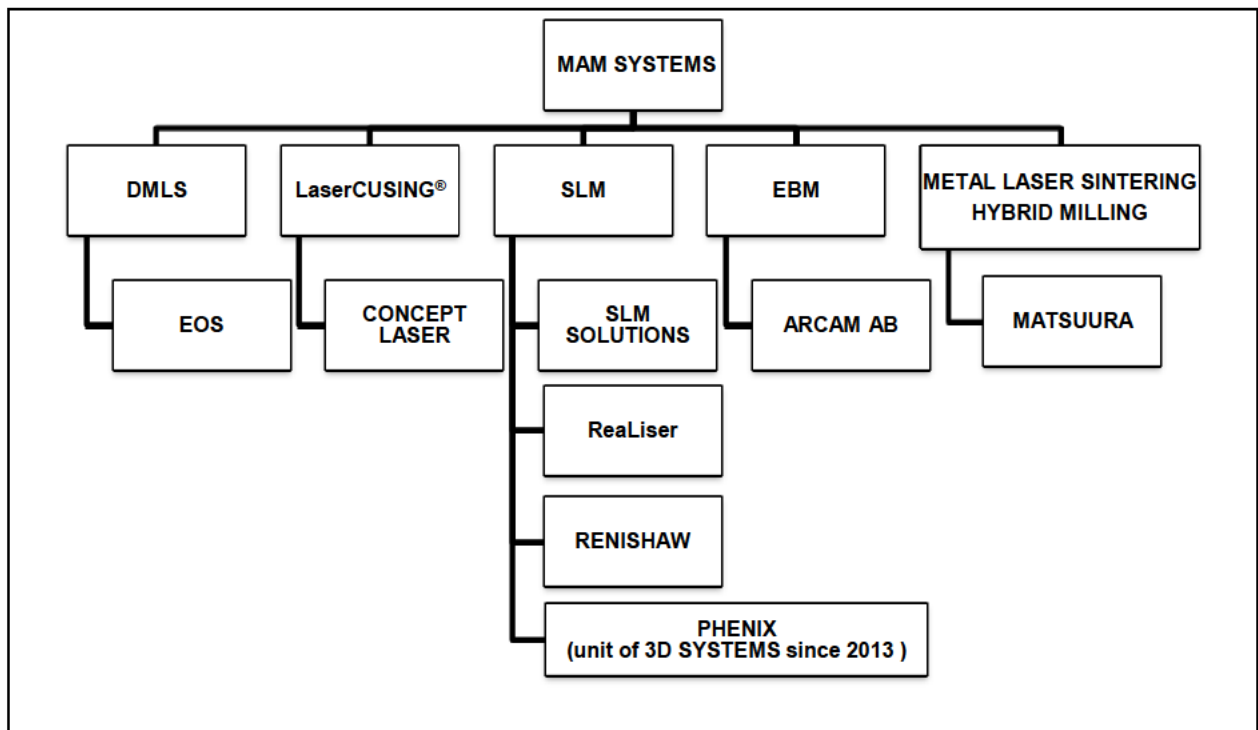 MAM SYSTEMS
DMLS
LaserCUSING®
SLM
EBM
METAL LASER SINTERING
HYBRID MILLING
EOS
CONCEPT
LASER
SLM
SOLUTIONS
ARCAM AB
MATSUURA
ReaLiser
RENISHAW
PHENIX
(unit of 3D SYSTEMS since 2013 )